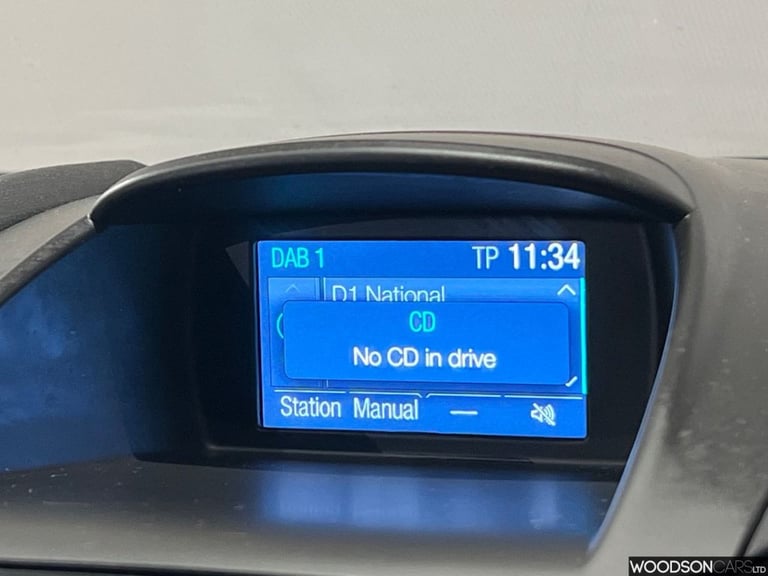 DAB 1 TP 11:34
D1 National
CD
No CD in drive
Station Manual
WOODSONCARS LTD